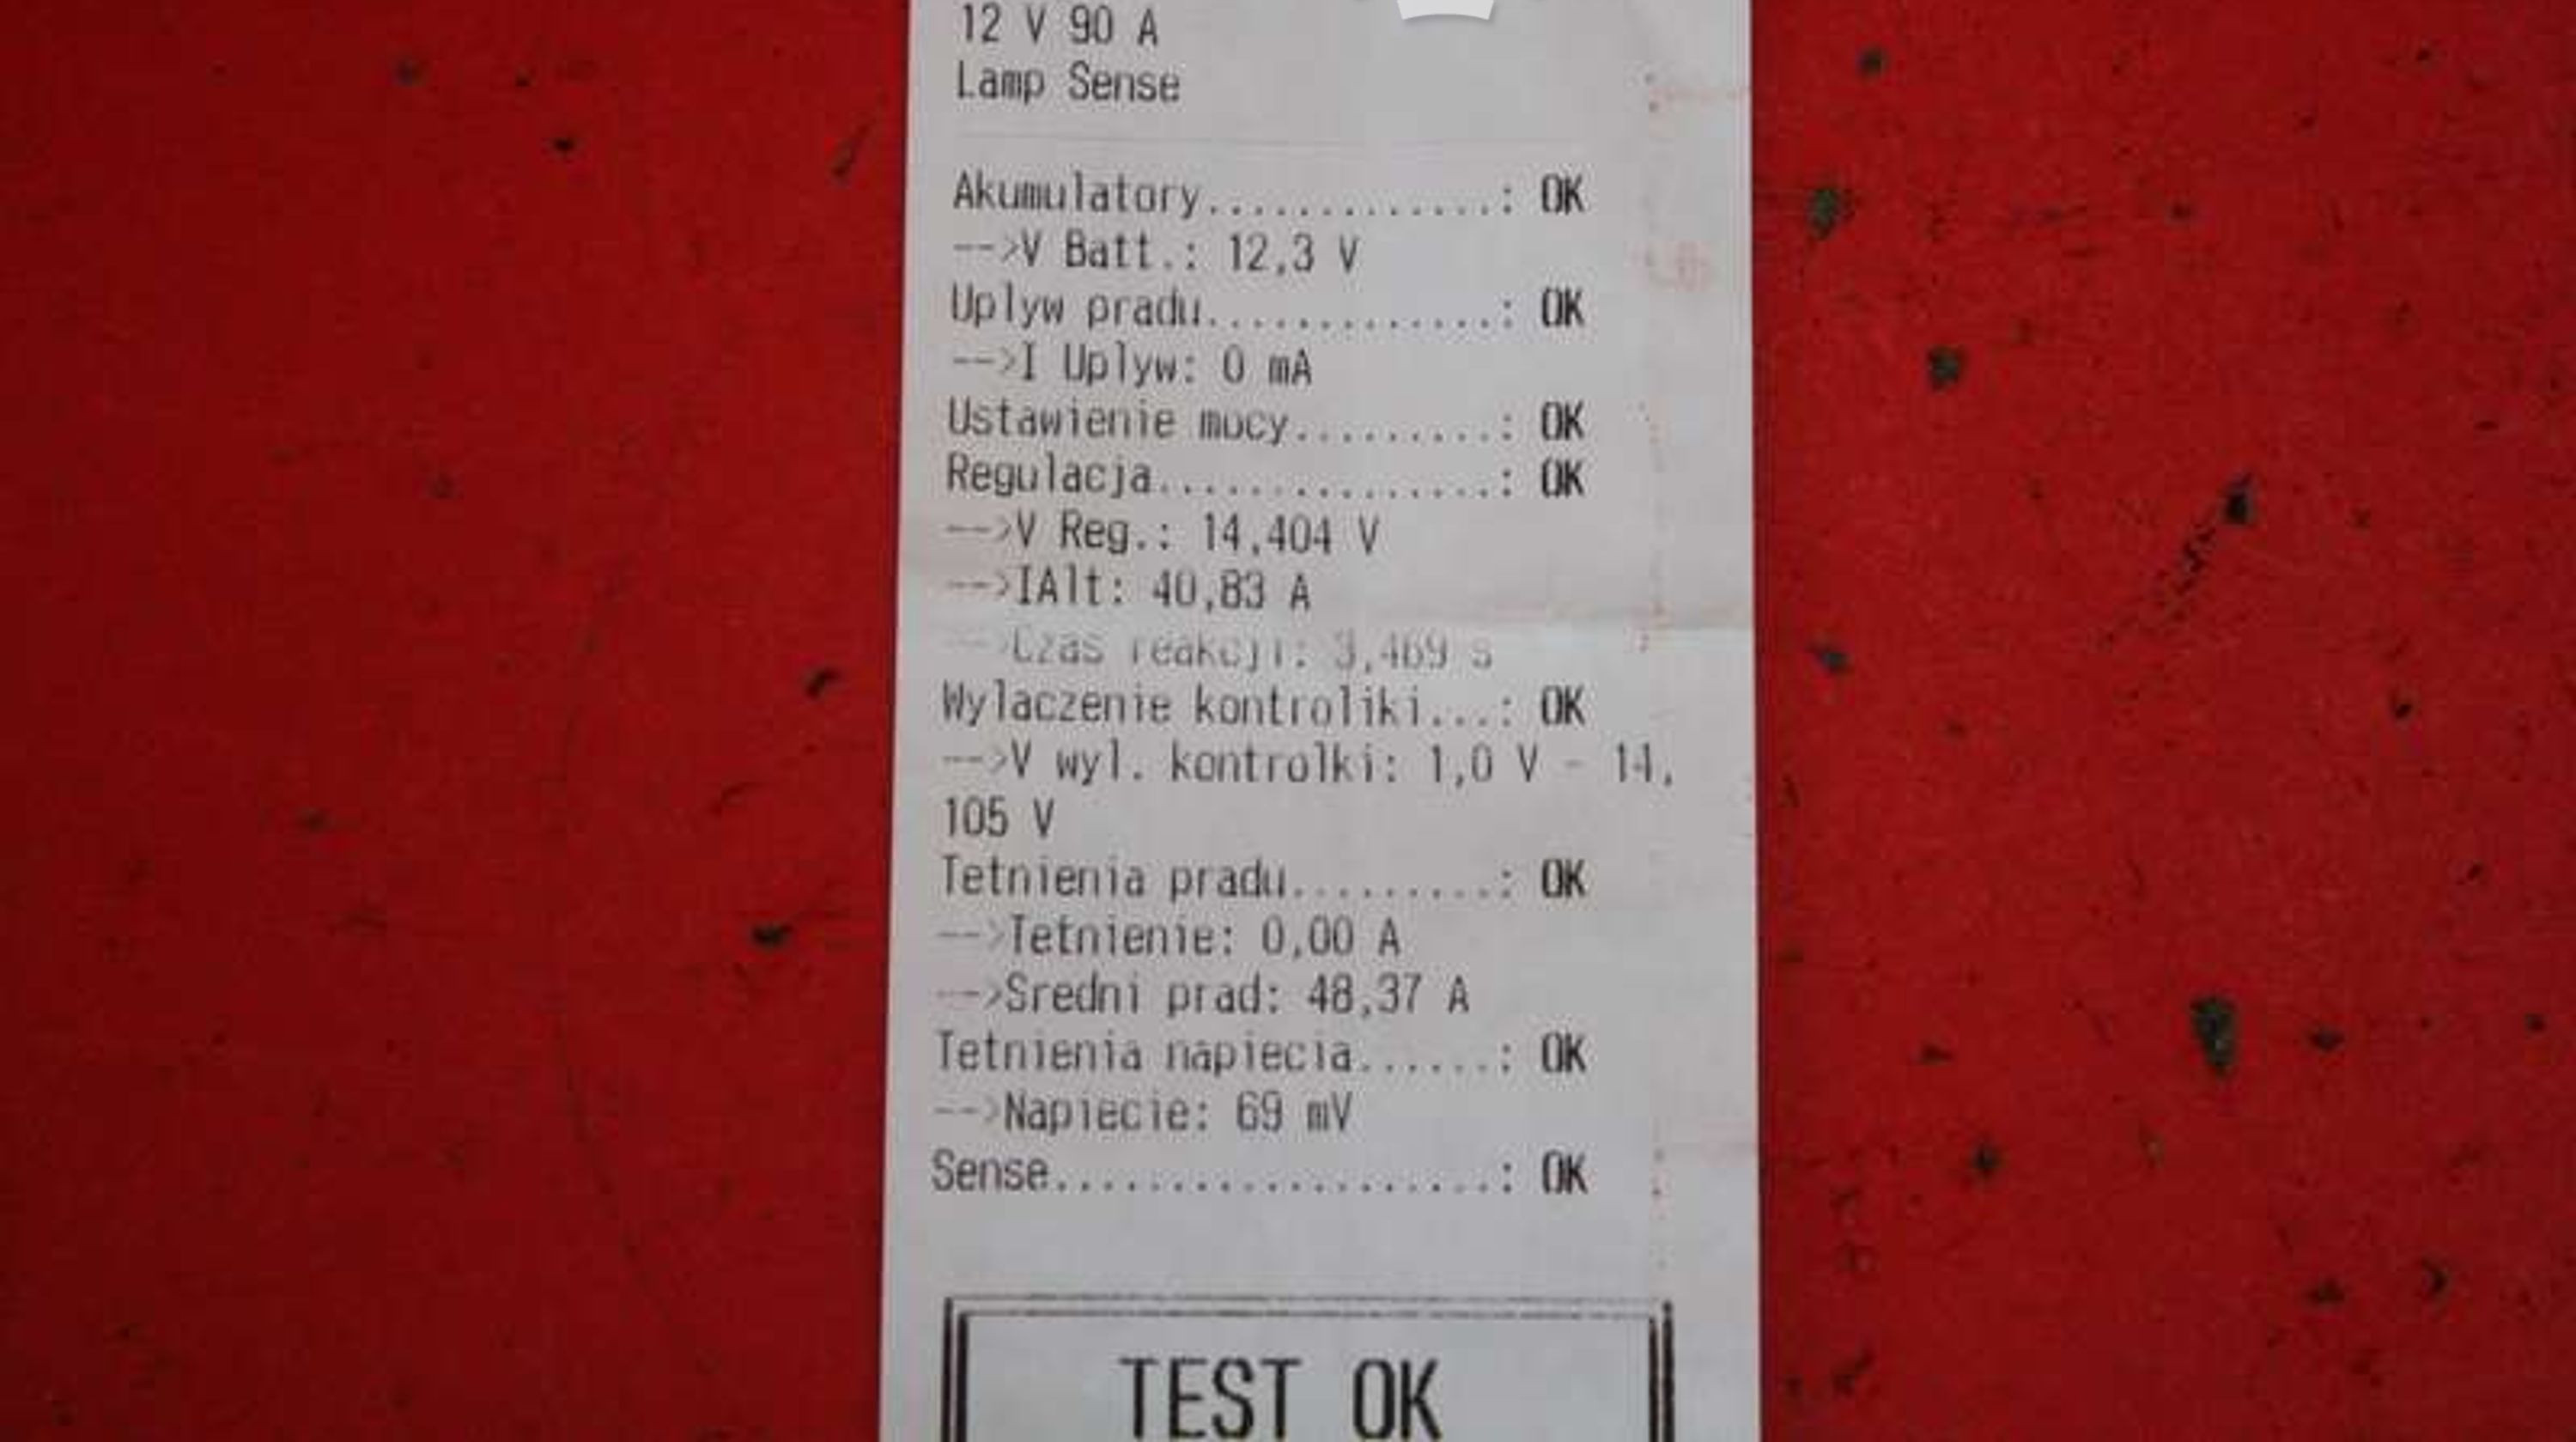 12 V 90 A
Lamp Sense
Akumulatory.............: OK
-->V Batt.: 12,3 V
Uplyw pradu.............: OK
-->I Uplyw: 0 mA
Ustawienie mocy.........: OK
Regulacja...............: OK
-->V Reg.: 14,404 V
-->IAlt: 40,83 A
-->Czas reakcji: 3,469 s
Wylaczenie kontroliki...: OK
-->V wyl. kontrolki: 1,0 V - 14,
105 V
Tetnienia pradu.........: OK
-->Tetnienie: 0,00 A
-->Sredni prad: 48,37 A
Tetnienia napiecia......: OK
-->Napiecie: 69 mV
Sense...................: OK
TEST OK